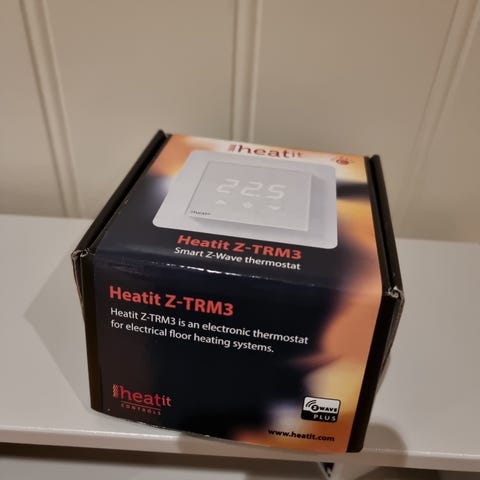 heatit
22.5
heatit
Heatit Z-TRM3
Smart Z-Wave thermostat
Heatit Z-TRM3
Heatit Z-TRM3 is an electronic thermostat
for electrical floor heating systems.
heatit
CONTROLS
Z WAVE
PLUS
www.heatit.com